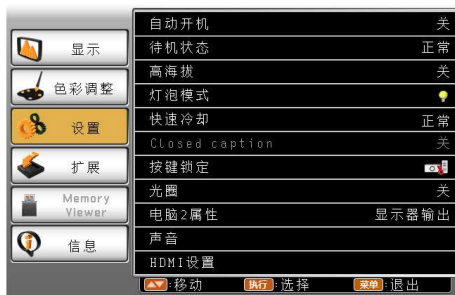 显示
色彩调整
设置
扩展
Memory
Viewer
信息
自动开机 关
待机状态 正常
高海拔 关
灯泡模式
快速冷却 正常
Closed caption 关
按键锁定
光圈 关
电脑2属性 显示器输出
声音
HDMI设置
:移动 执行:选择 菜单:退出